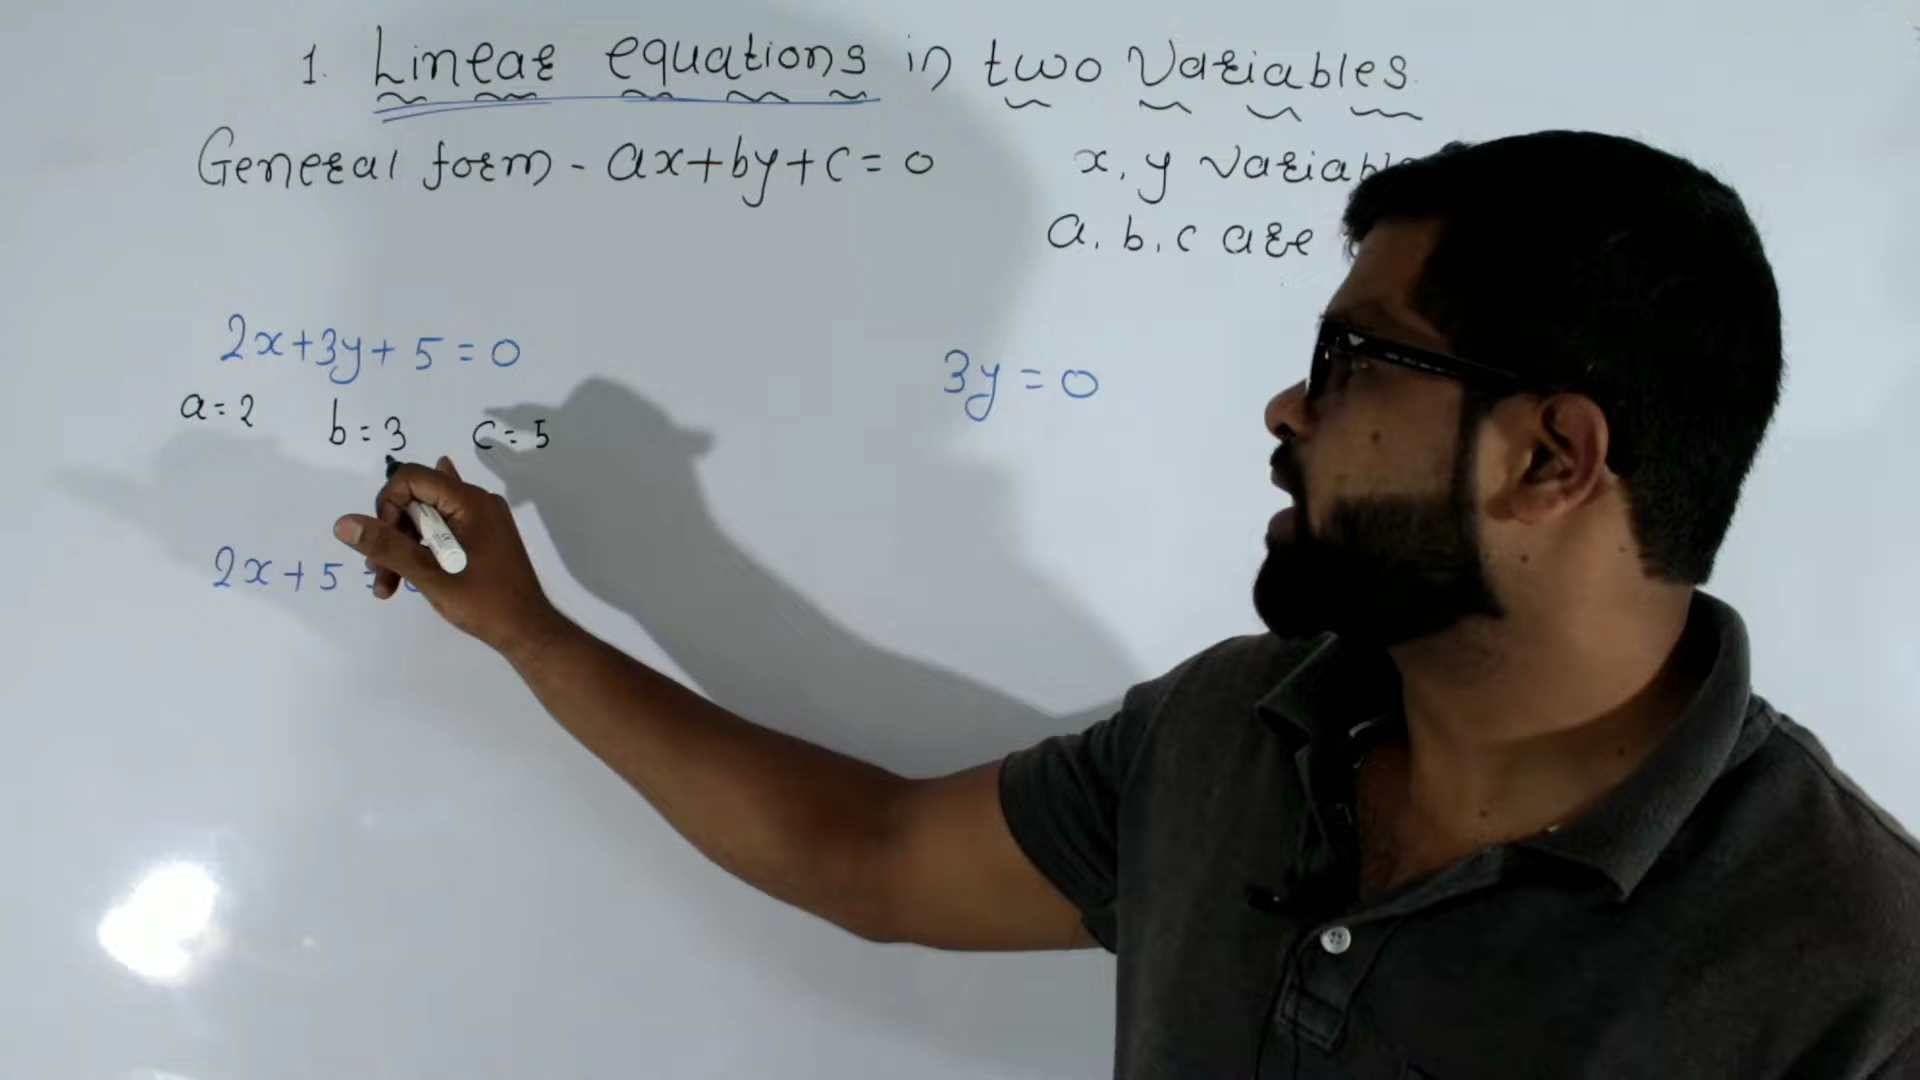 1. Linear equations in two Variables
General form - ax+by+c=0
x, y
a, b, c are
2x+3y+5=0
3y=0
a=2 b=3 c=5
2x+5